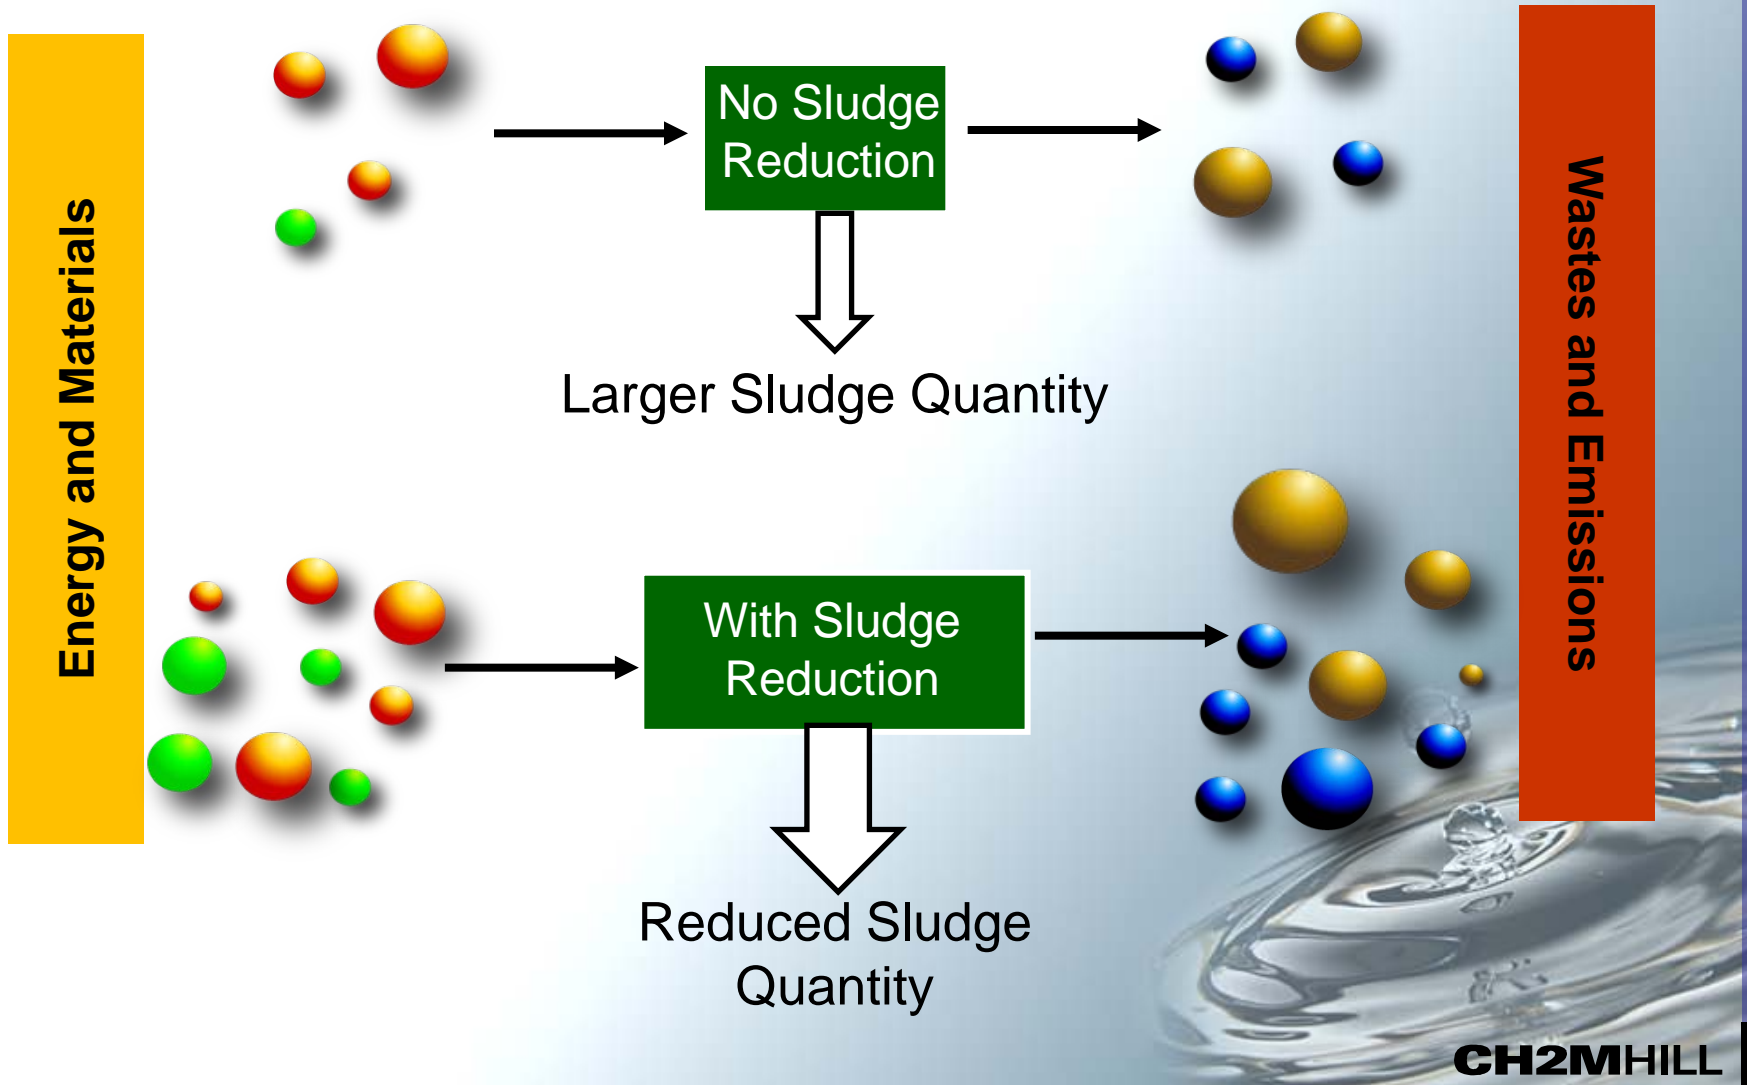 Energy and Materials
No Sludge
Reduction
Larger Sludge Quantity
With Sludge
Reduction
Reduced Sludge
Quantity
Wastes and Emissions
CH2MHILL